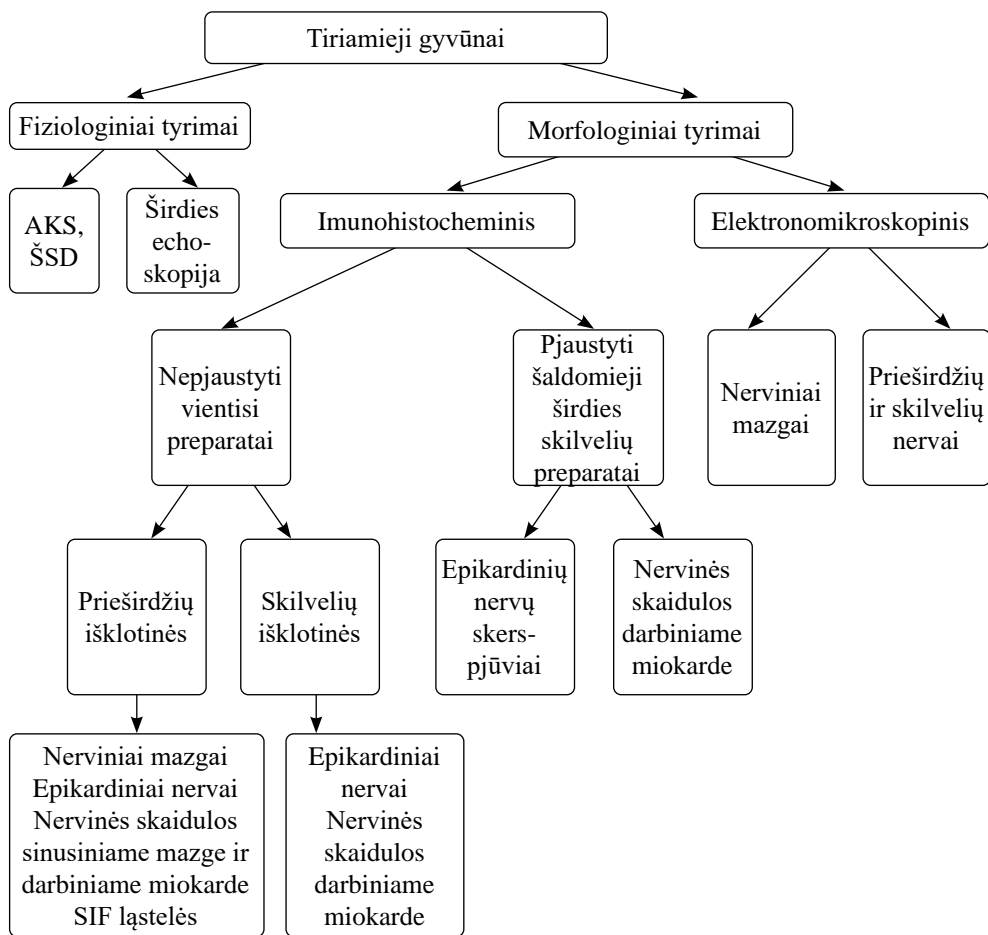 Tiriamieji gyvūnai
Fiziologiniai tyrimai
Morfologiniai tyrimai
AKS,
ŠSD
Širdies
echo-
skopija
Imunohistocheminis
Elektronomikroskopinis
Nepjaustyti
vientisi
preparatai
Pjaustyti
šaldomieji
širdies
skilvelių
preparatai
Nerviniai
mazgai
Prieširdžių
ir skilvelių
nervai
Prieširdžių
išklotinės
Skilvelių
išklotinės
Epikardinių
nervų
skers-
pjūviai
Nervinės
skaidulos
darbiniame
miokarde
Nerviniai mazgai
Epikardiniai nervai
Nervinės skaidulos
sinusiniame mazge ir
darbiniame miokarde
SIF ląstelės
Epikardiniai
nervai
Nervinės
skaidulos
darbiniame
miokarde